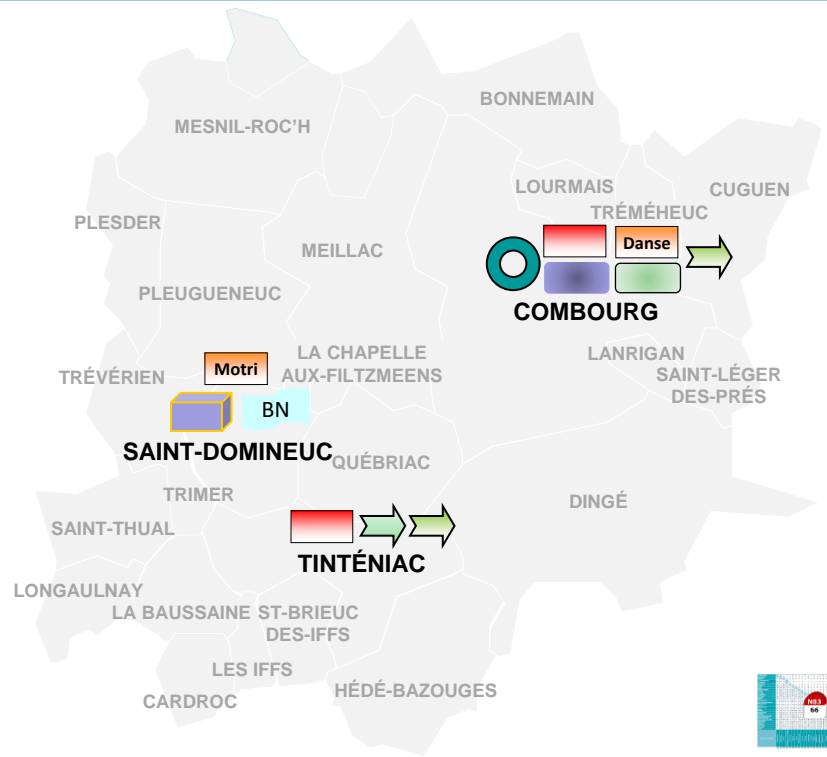 BONNEMAIN
MESNIL-ROC'H
LOURMAIS
CUGUEN
TRÉMÉHEUC
PLESDER
Danse
MEILLAC
PLEUGUENEUC
COMBOURG
LA CHAPELLE
AUX-FILTZMEENS
LANRIGAN
Motri
TRÉVÉRIEN
SAINT-LÉGER
DES-PRÉS
BN
SAINT-DOMINEUC
QUÉBRIAC
TRIMER
DINGÉ
SAINT-THUAL
TINTÉNIAC
LONGAULNAY
LA BAUSSAINE
ST-BRIEUC
DES-IFFS
LES IFFS
HÉDÉ-BAZOUGES
CARDROC
N83
66